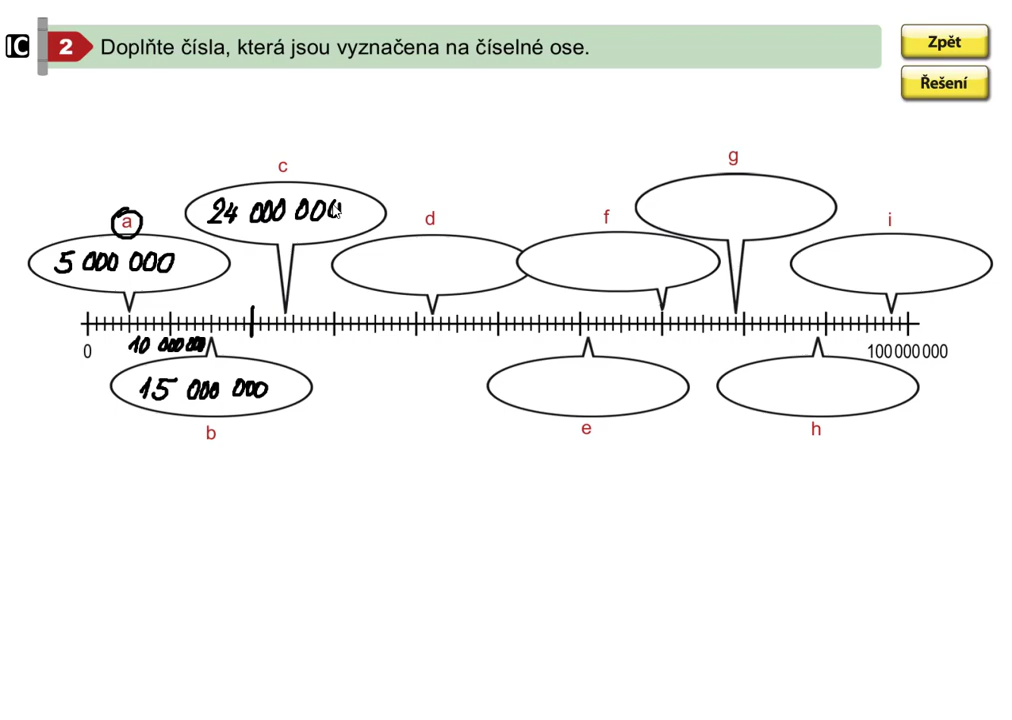 IC
2 Doplňte čísla, která jsou vyznačena na číselné ose.
Zpět
Řešení
g
c
a
d
f
i
24 000 000
5 000 000
0
10 000 000
100 000 000
15 000 000
b
e
h